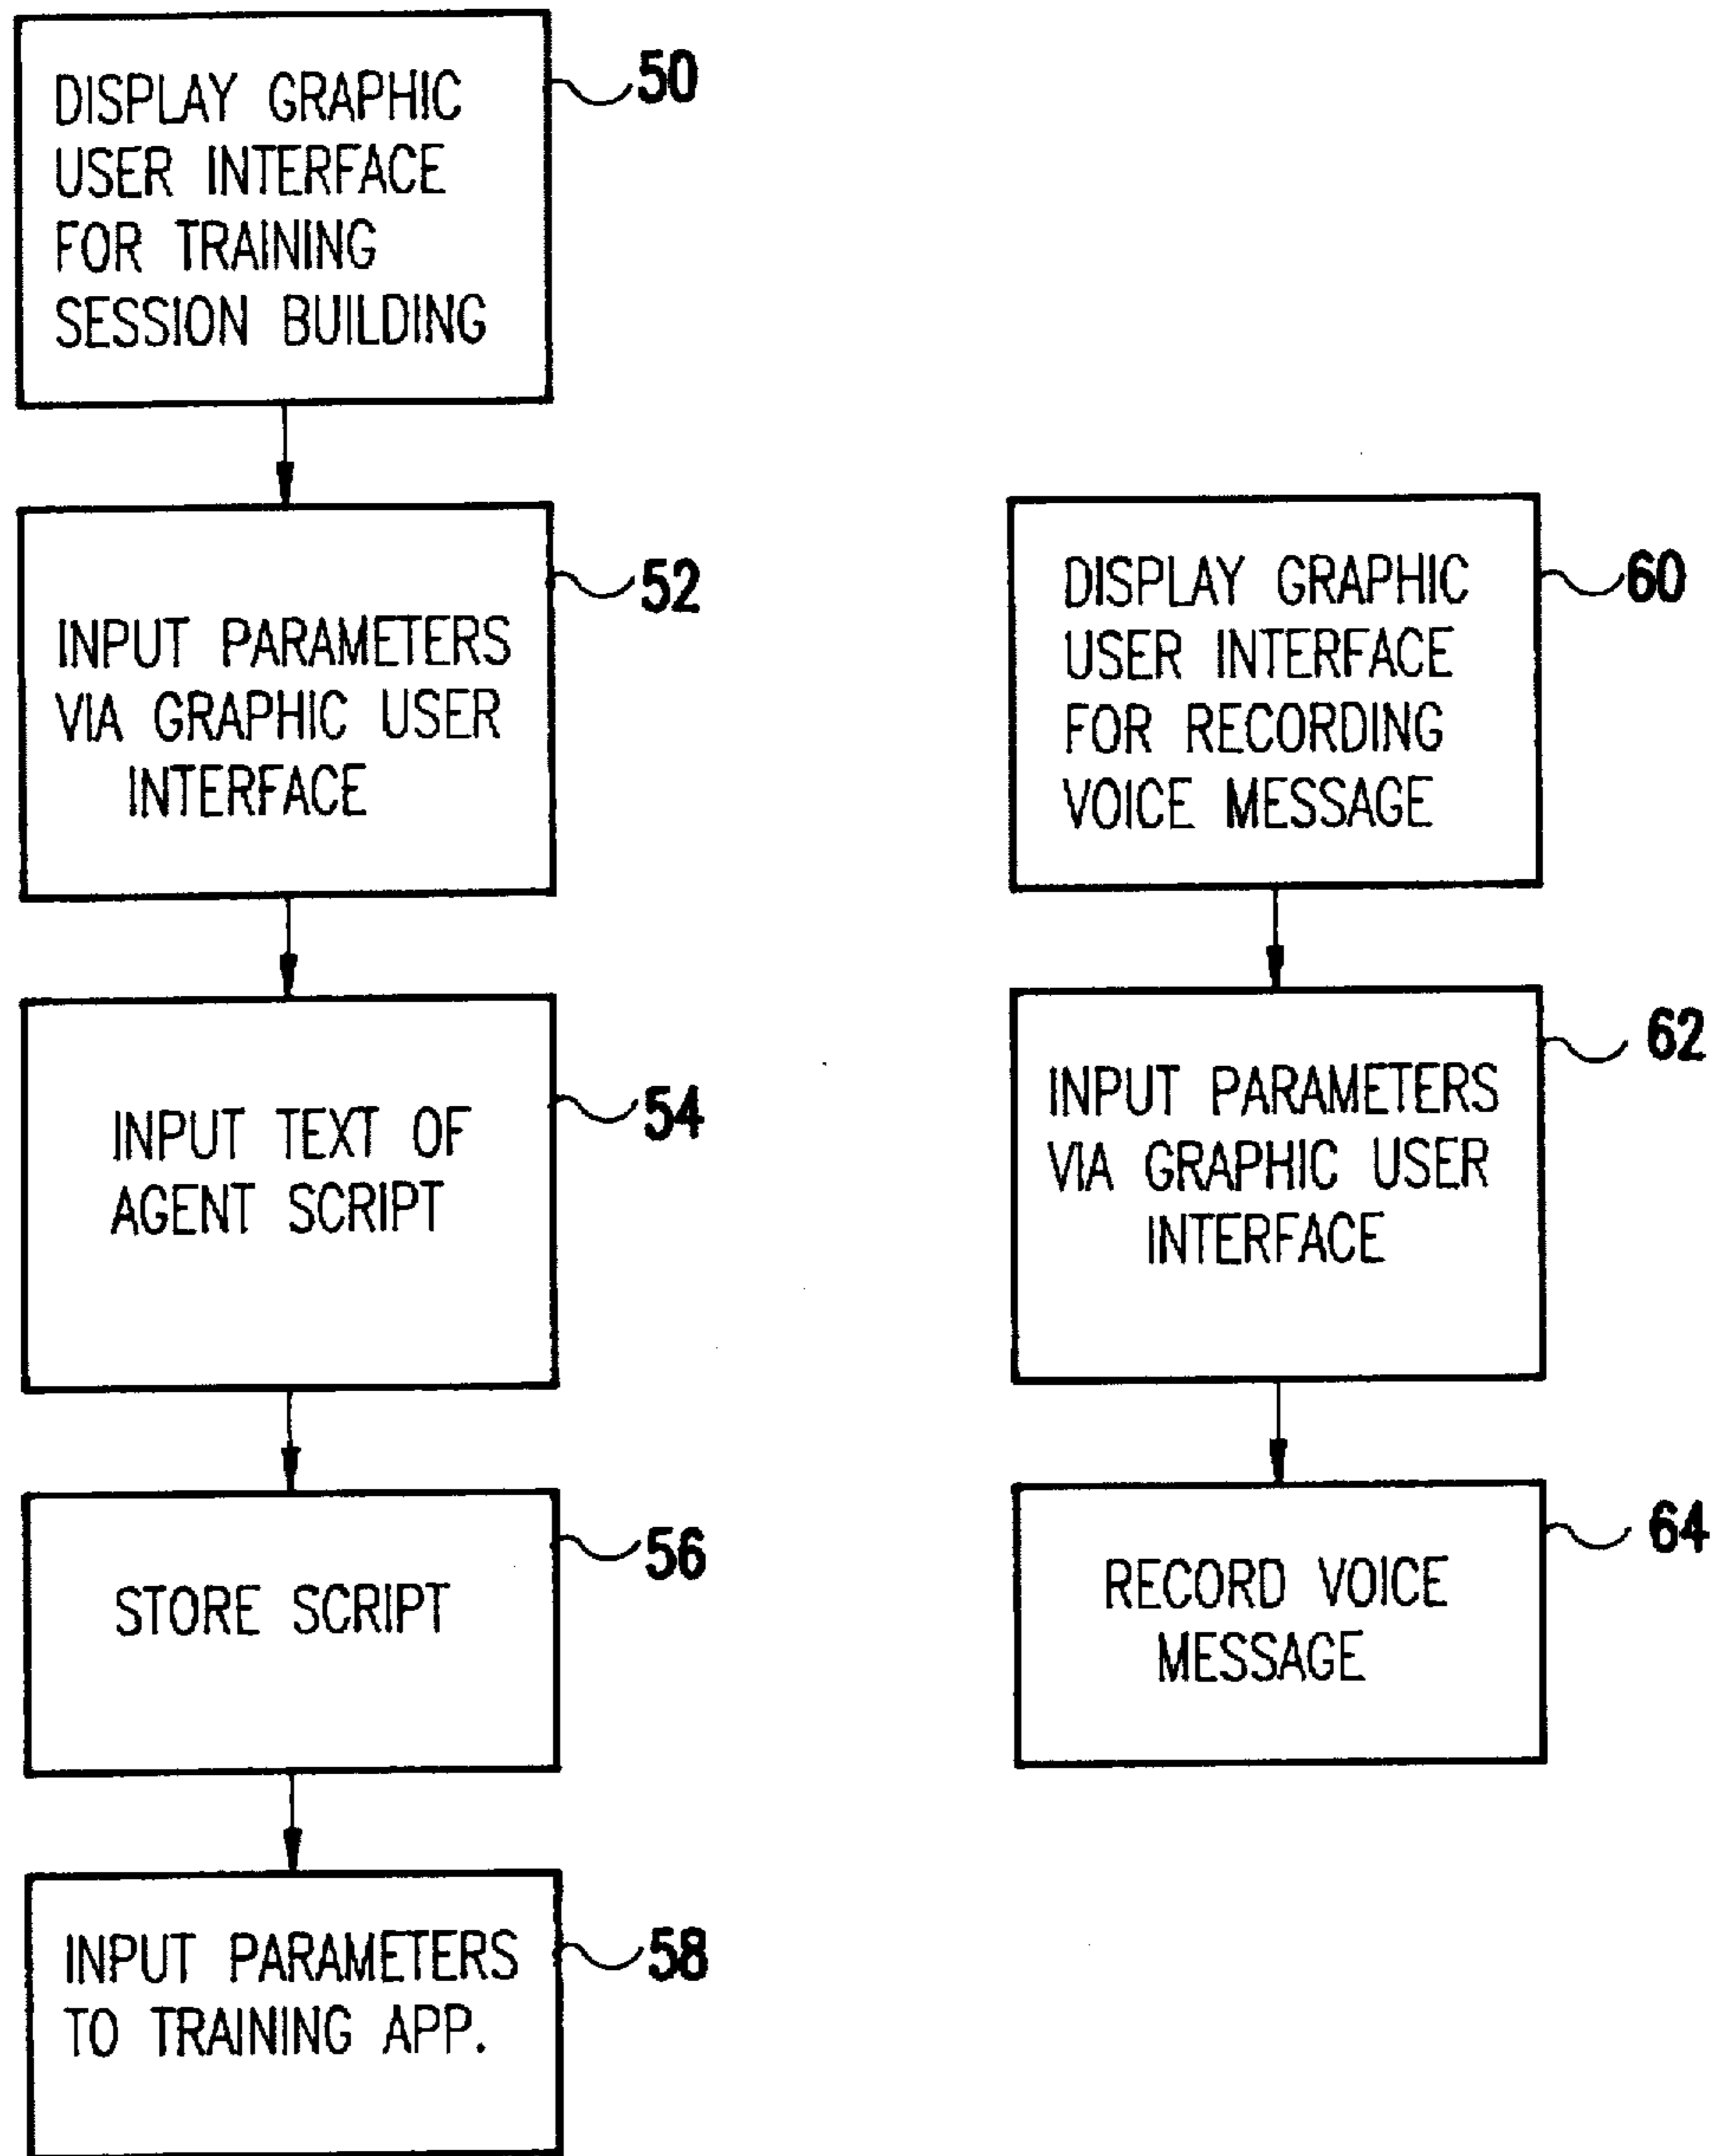 DISPLAY GRAPHIC
USER INTERFACE
FOR TRAINING
SESSION BUILDING
50
INPUT PARAMETERS
VIA GRAPHIC USER
INTERFACE
52
INPUT TEXT OF
AGENT SCRIPT
54
STORE SCRIPT
56
INPUT PARAMETERS
TO TRAINING APP.
58
DISPLAY GRAPHIC
USER INTERFACE
FOR RECORDING
VOICE MESSAGE
60
INPUT PARAMETERS
VIA GRAPHIC USER
INTERFACE
62
RECORD VOICE
MESSAGE
64